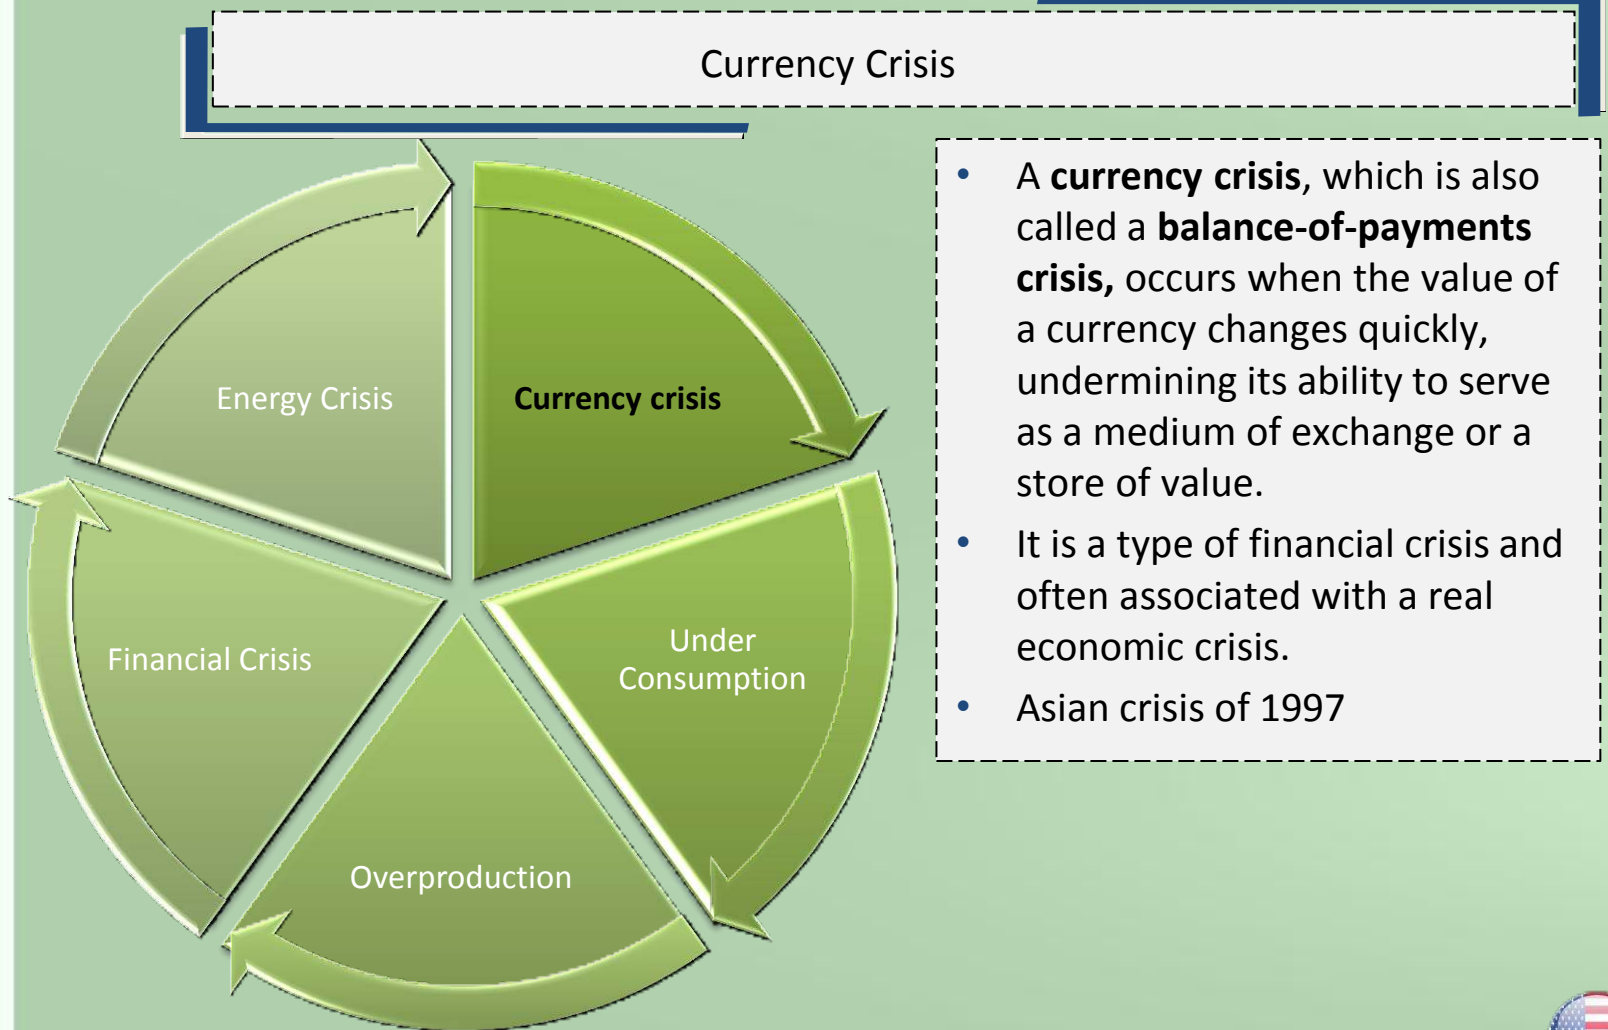 Currency Crisis
Energy Crisis
Currency crisis
Under
Consumption
Overproduction
Financial Crisis
• A currency crisis, which is also
called a balance-of-payments
crisis, occurs when the value of
a currency changes quickly,
undermining its ability to serve
as a medium of exchange or a
store of value.
• It is a type of financial crisis and
often associated with a real
economic crisis.
• Asian crisis of 1997